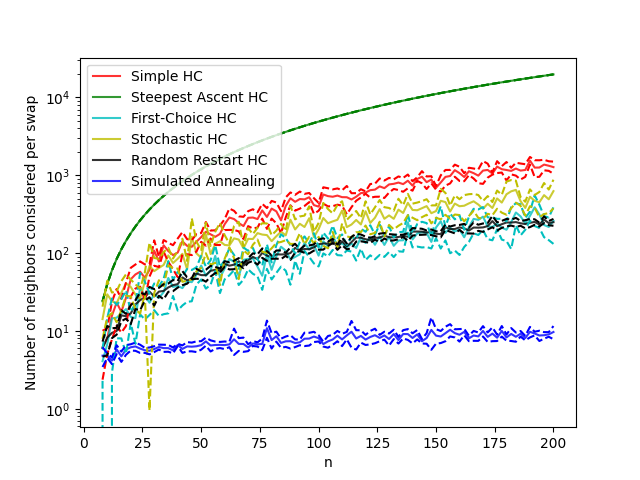 Simple HC
Steepest Ascent HC
First-Choice HC
Stochastic HC
Random Restart HC
Simulated Annealing
Number of neighbors considered per swap
10^4
10^3
10^2
10^1
10^0
0 25 50 75 100 125 150 175 200
n